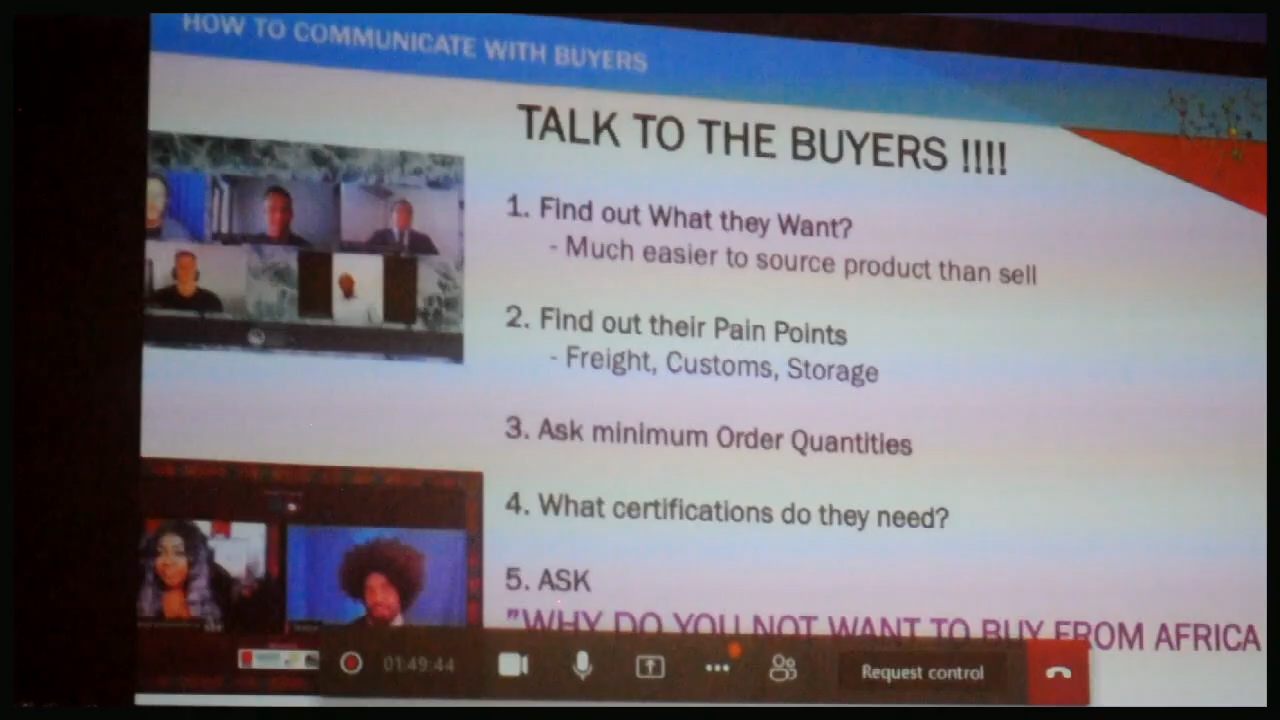 HOW TO COMMUNICATE WITH BUYERS
TALK TO THE BUYERS !!!!
1. Find out What they Want?
- Much easier to source product than sell
2. Find out their Pain Points
- Freight, Customs, Storage
3. Ask minimum Order Quantities
4. What certifications do they need?
5. ASK
"WHY DO YOU NOT WANT TO BUY FROM AFRICA
01:49:44
Request control